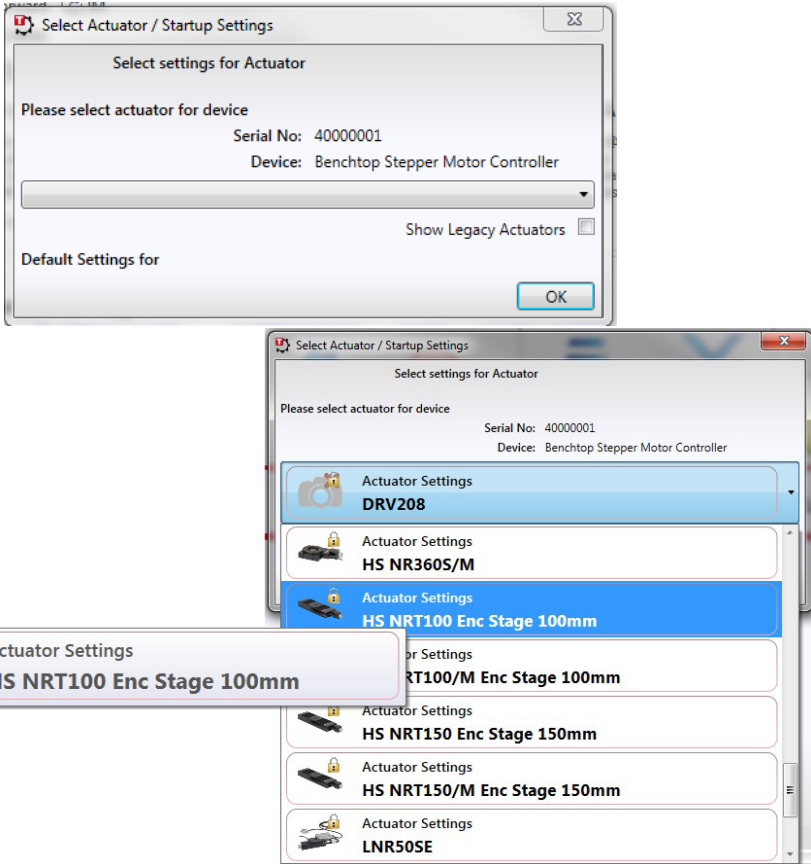 Select Actuator / Startup Settings
Select settings for Actuator
Please select actuator for device
Serial No: 40000001
Device: Benchtop Stepper Motor Controller
Show Legacy Actuators
Default Settings for
OK
Select Actuator / Startup Settings
Select settings for Actuator
Please select actuator for device
Serial No: 40000001
Device: Benchtop Stepper Motor Controller
Actuator Settings
DRV208
Actuator Settings
HS NR360S/M
Actuator Settings
HS NRT100 Enc Stage 100mm
ctuator Settings
HS NRT100 Enc Stage 100mm
or Settings
RT100/M Enc Stage 100mm
Actuator Settings
HS NRT150 Enc Stage 150mm
Actuator Settings
HS NRT150/M Enc Stage 150mm
Actuator Settings
LNR50SE